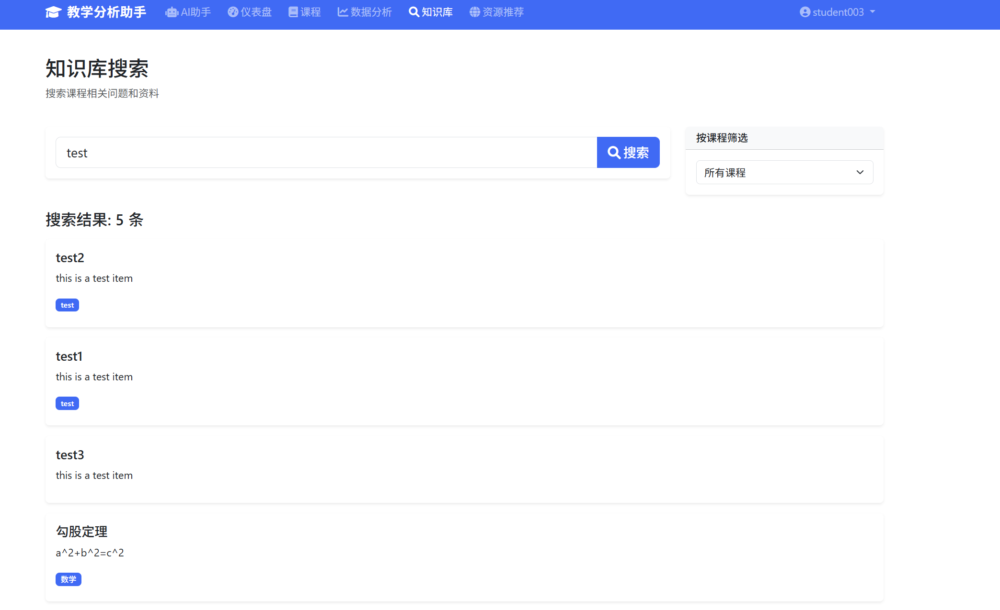 教学分析助手 AI助手 仪表盘 课程 数据分析 知识库 资源推荐 student003
知识库搜索
搜索课程相关问题和资料
test 搜索
按课程筛选
所有课程
搜索结果: 5 条
test2
this is a test item
test
test1
this is a test item
test
test3
this is a test item
勾股定理
a^2+b^2=c^2
数学